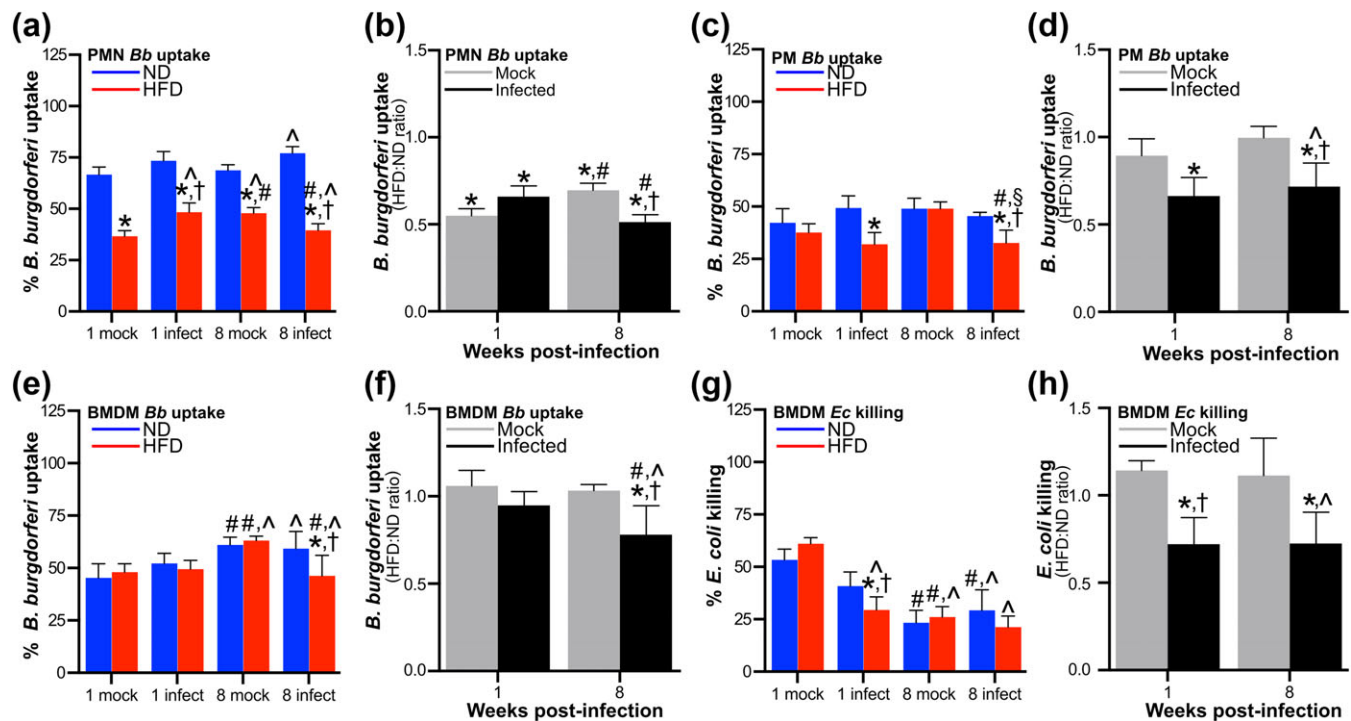 (a)
PMN Bb uptake
ND
HFD
% B. burgdorferi uptake
125
100
75
50
25
0
*
^
*,†
^
*,#
^
#,^
*,†
1 mock 1 infect 8 mock 8 infect
(b)
PMN Bb uptake
Mock
Infected
B. burgdorferi uptake
(HFD:ND ratio)
1.5
1.0
0.5
0.0
*
*
*,#
#
*,†
1 8
Weeks post-infection
(c)
PM Bb uptake
ND
HFD
% B. burgdorferi uptake
125
100
75
50
25
0
*
#,§
*,†
1 mock 1 infect 8 mock 8 infect
(d)
PM Bb uptake
Mock
Infected
B. burgdorferi uptake
(HFD:ND ratio)
1.5
1.0
0.5
0.0
*
^
*,†
1 8
Weeks post-infection
(e)
BMDM Bb uptake
ND
HFD
% B. burgdorferi uptake
125
100
75
50
25
0
#
#,^
^
#,^
*,†
1 mock 1 infect 8 mock 8 infect
(f)
BMDM Bb uptake
Mock
Infected
B. burgdorferi uptake
(HFD:ND ratio)
1.5
1.0
0.5
0.0
#,^
*,†
1 8
Weeks post-infection
(g)
BMDM Ec killing
ND
HFD
% E. coli killing
125
100
75
50
25
0
^
*,†
#
#,^
#,^
^
1 mock 1 infect 8 mock 8 infect
(h)
BMDM Ec killing
Mock
Infected
E. coli killing
(HFD:ND ratio)
1.5
1.0
0.5
0.0
*,†
*,^
1 8
Weeks post-infection